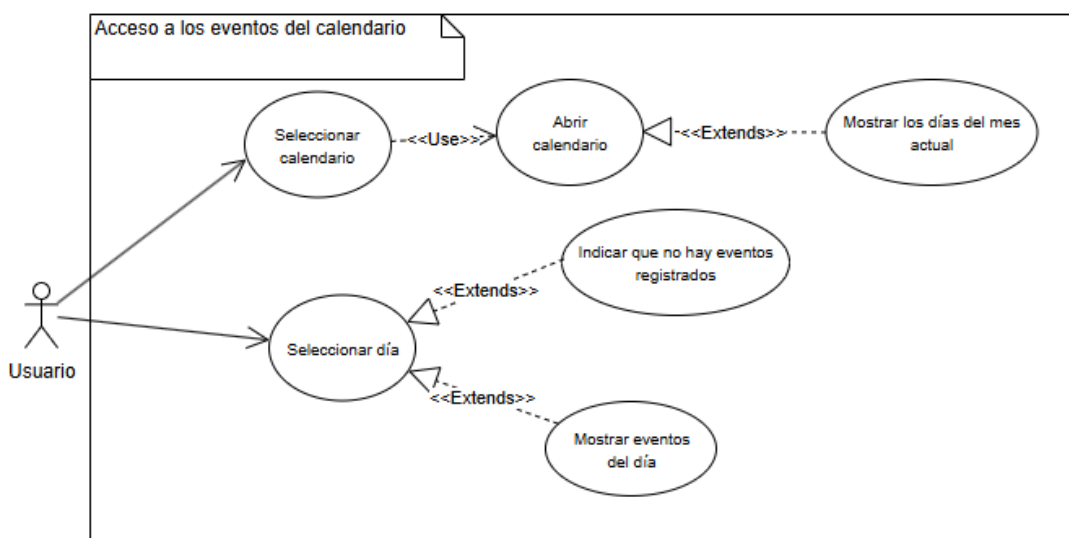 Acceso a los eventos del calendario
Seleccionar
calendario
<<Use>>
Abrir
calendario
<<Extends>>
Mostrar los días del mes
actual
Indicar que no hay eventos
registrados
<<Extends>>
Seleccionar día
Usuario
<<Extends>>
Mostrar eventos
del día